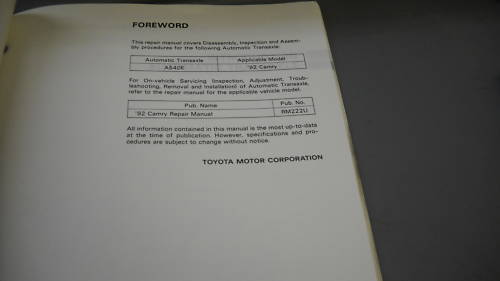 FOREWORD
This repair manual covers Disassembly, Inspection and Assem-
bly procedures for the following Automatic Transaxle:
Automatic Transaxle Applicable Model
A540E '92 Camry
For On-vehicle Servicing (Inspection, Adjustment, Troub-
leshooting, Removal and Installation) of Automatic Transaxle,
refer to the repair manual for the applicable vehicle model.
Pub. Name Pub. No.
'92 Camry Repair Manual RM222U
All information contained in this manual is the most up-to-data
at the time of publication. However, specifications and pro-
cedures are subject to change without notice.
TOYOTA MOTOR CORPORATION